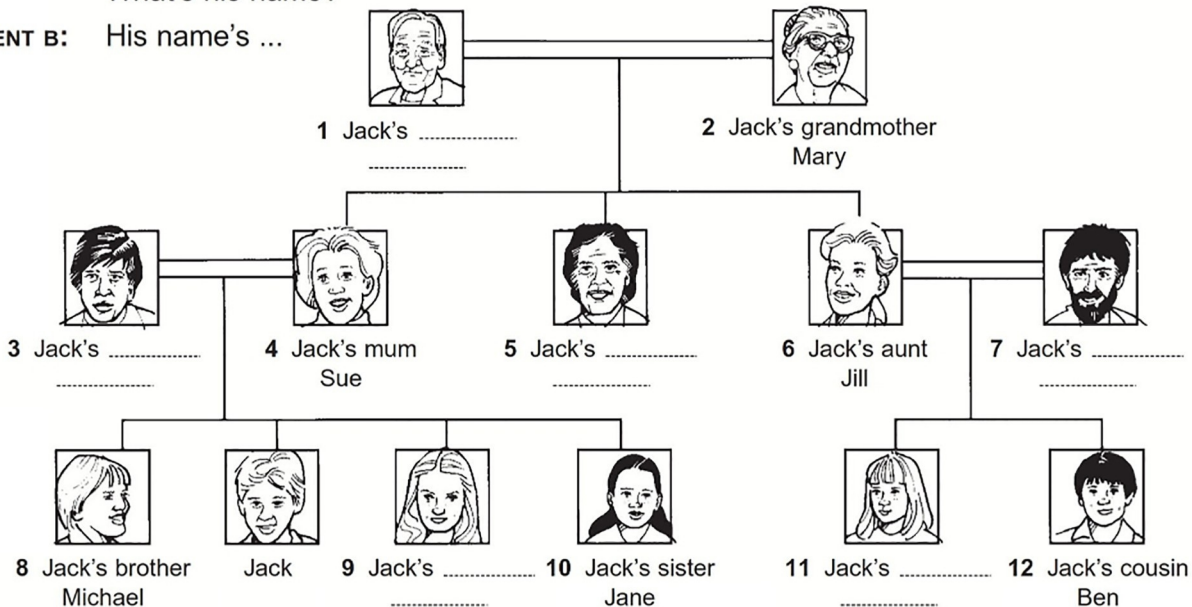 ENT B: His name's ...
1 Jack's
2 Jack's grandmother
Mary
3 Jack's
4 Jack's mum
Sue
5 Jack's
6 Jack's aunt
Jill
7 Jack's
8 Jack's brother
Michael
Jack
9 Jack's
10 Jack's sister
Jane
11 Jack's
12 Jack's cousin
Ben